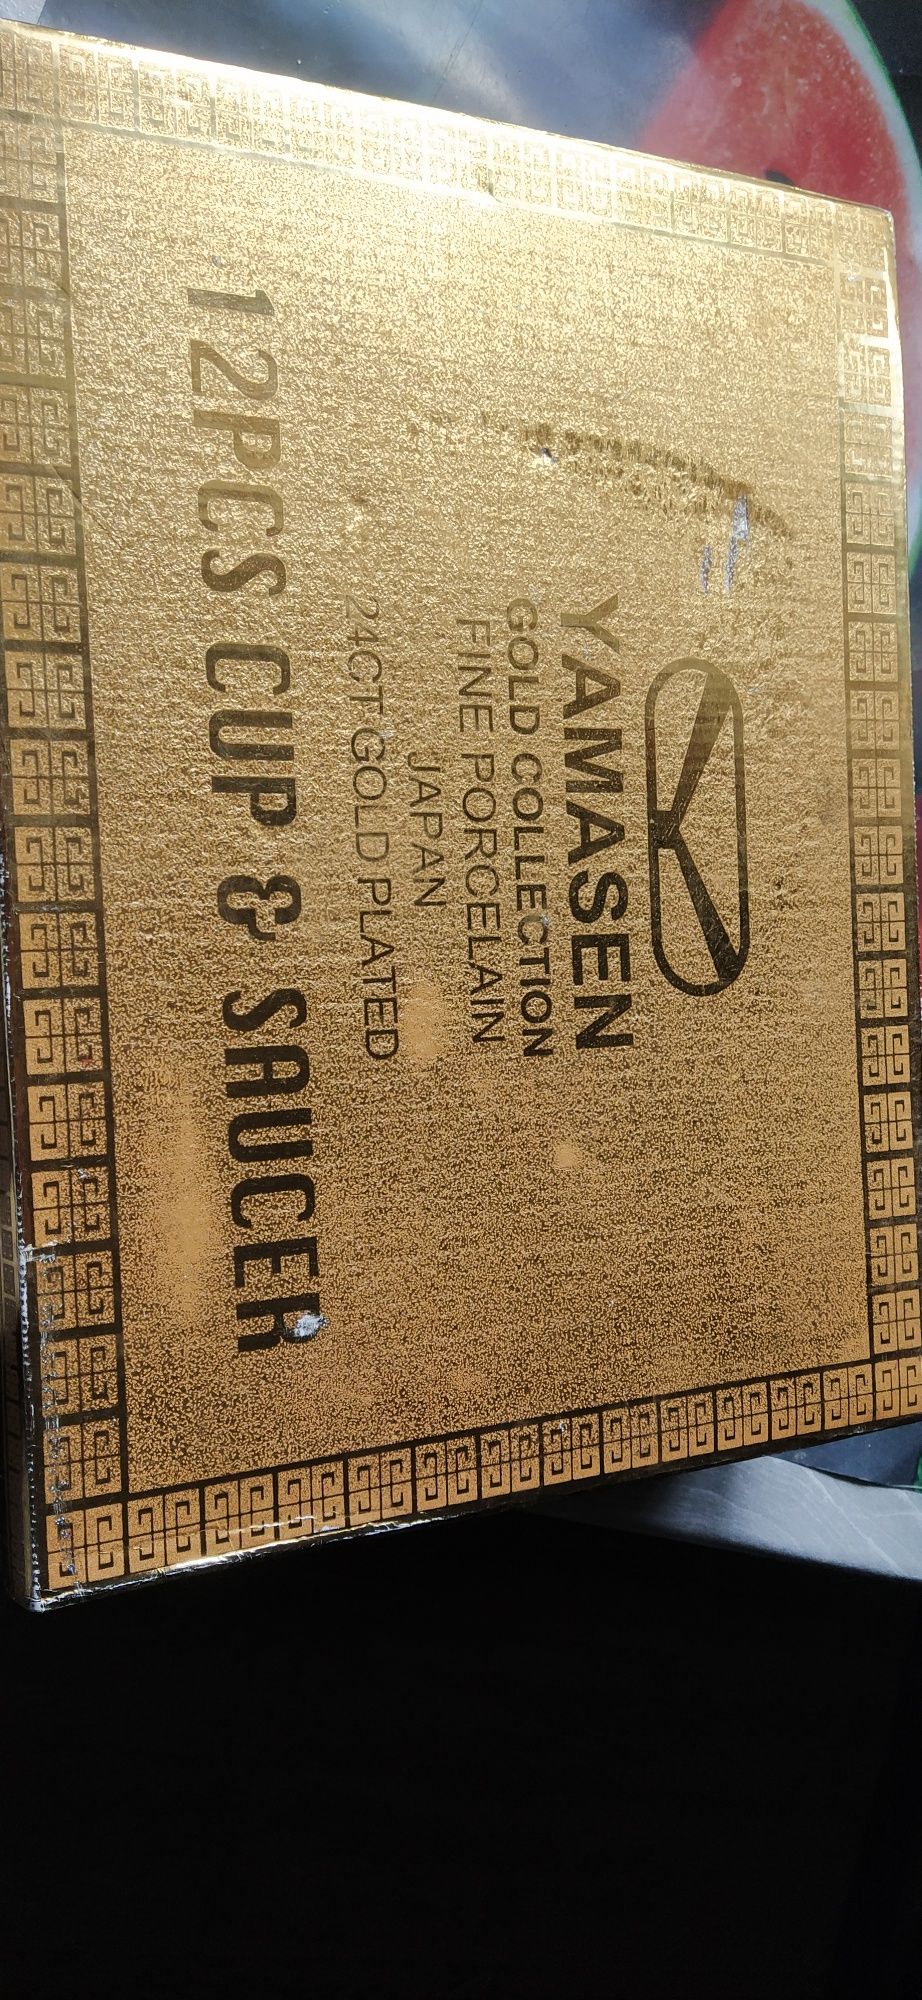 YAMASEN
GOLD COLLECTION
FINE PORCELAIN
JAPAN
24CT GOLD PLATED
12PCS CUP & SAUCER